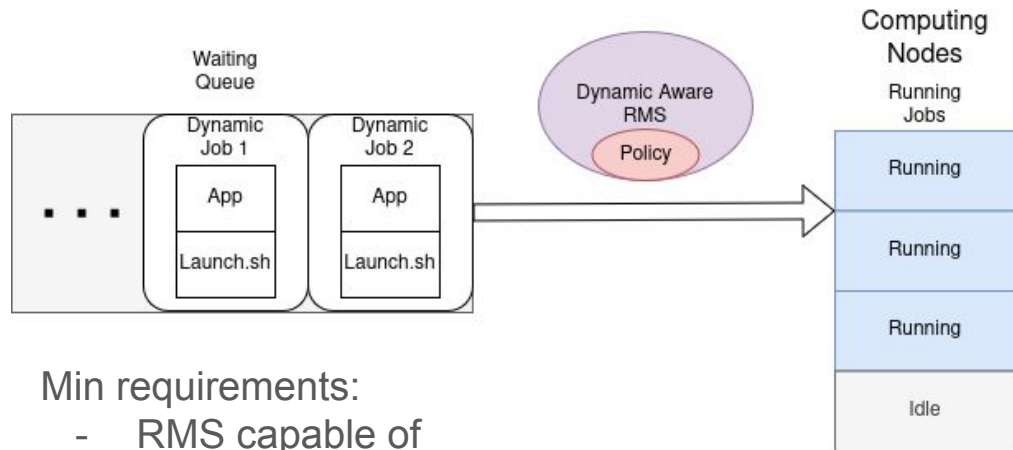 Waiting
Queue
Dynamic
Job 1
App
Launch.sh
Dynamic
Job 2
App
Launch.sh
Dynamic Aware
RMS
Policy
Computing
Nodes
Running
Jobs
Running
Running
Running
Idle
Min requirements:
- RMS capable of